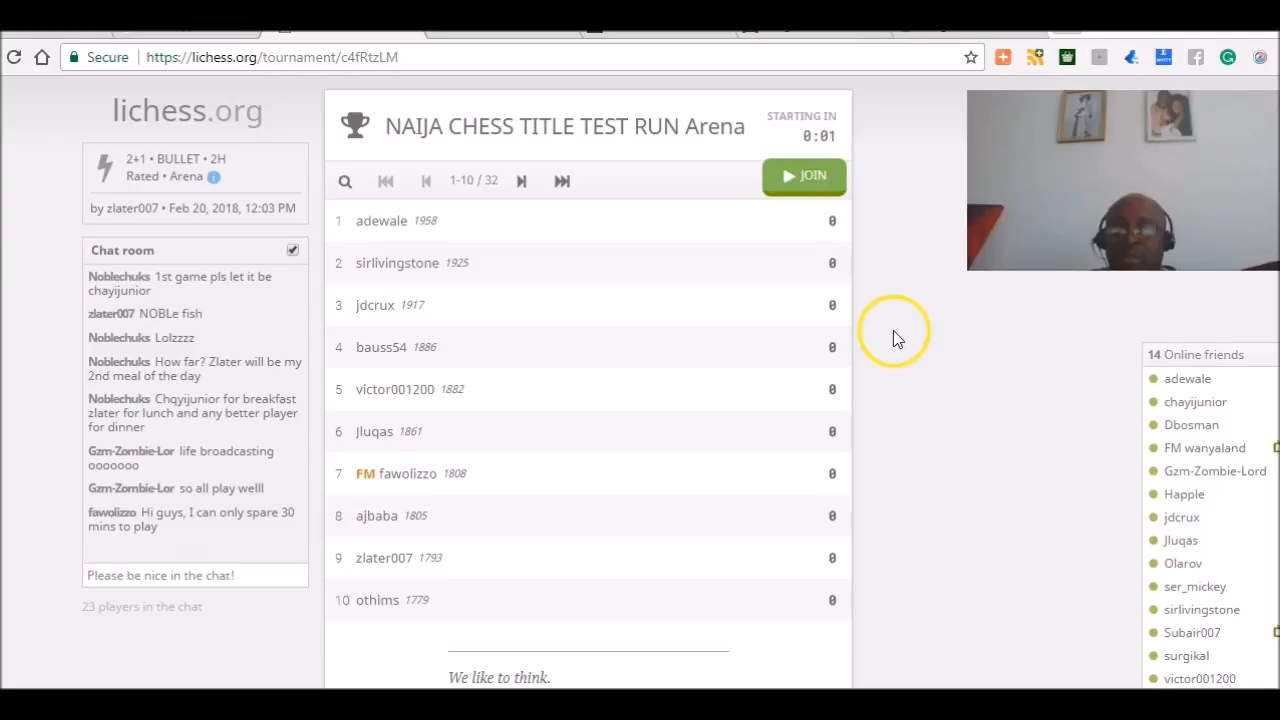 Secure https://lichess.org/tournament/c4fRtzLM
lichess.org
2+1 • BULLET • 2H
Rated • Arena
by zlater007 • Feb 20, 2018, 12:03 PM
Chat room
Noblechuks 1st game pls let it be
chayijunior
zlater007 NOBLe fish
Noblechuks Lolzzzz
Noblechuks How far? Zlater will be my
2nd meal of the day
Noblechuks Chqyijunior for breakfast
zlater for lunch and any better player
for dinner
Gzm-Zombie-Lor life broadcasting
ooooooo
Gzm-Zombie-Lor so all play welll
fawolizzo Hi guys, I can only spare 30
mins to play
Please be nice in the chat!
23 players in the chat
NAIJA CHESS TITLE TEST RUN Arena
STARTING IN
0:01
1-10 / 32
JOIN
1 adewale 1958 0
2 sirlivingstone 1925 0
3 jdcrux 1917 0
4 bauss54 1886 0
5 victor001200 1882 0
6 Jluqas 1861 0
7 FM fawolizzo 1808 0
8 ajbaba 1805 0
9 zlater007 1793 0
10 othims 1779 0
We like to think.
14 Online friends
adewale
chayijunior
Dbosman
FM wanyaland
Gzm-Zombie-Lord
Happle
jdcrux
Jluqas
Olarov
ser_mickey
sirlivingstone
Subair007
surgikal
victor001200